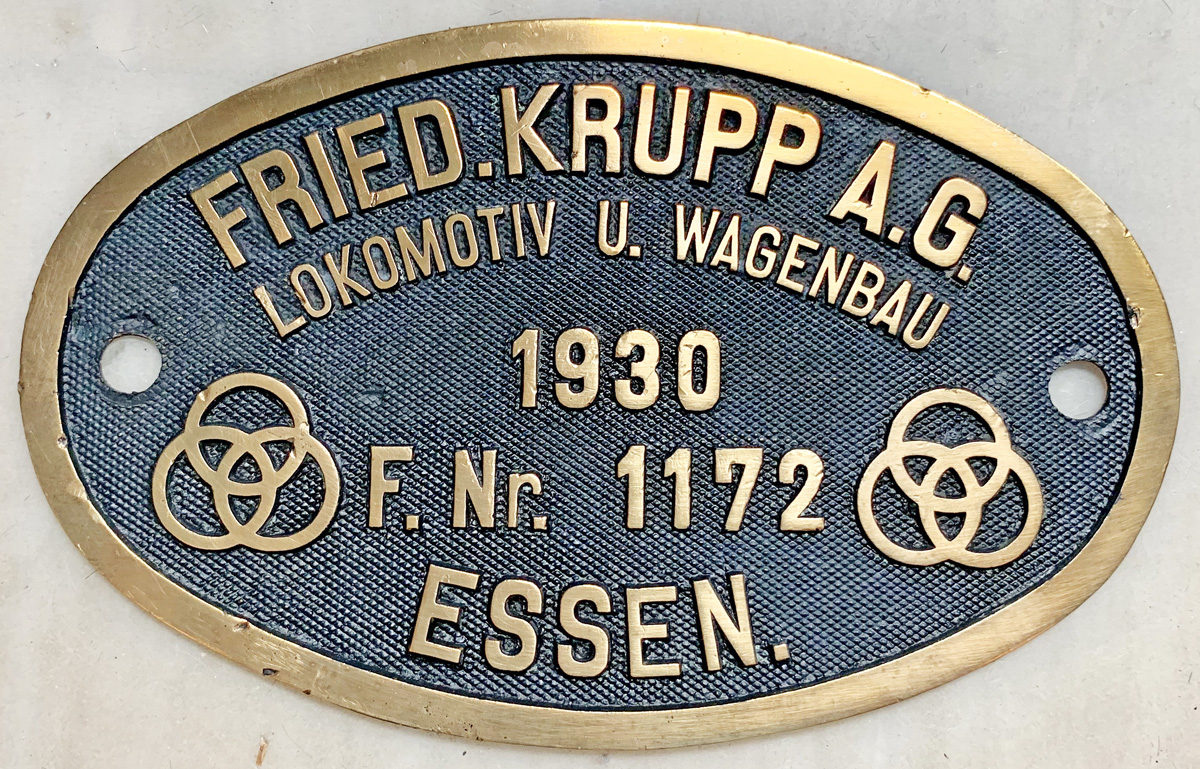 FRIED. KRUPP A.G.
LOKOMOTIV U. WAGENBAU
1930
F. Nr. 1172
ESSEN.